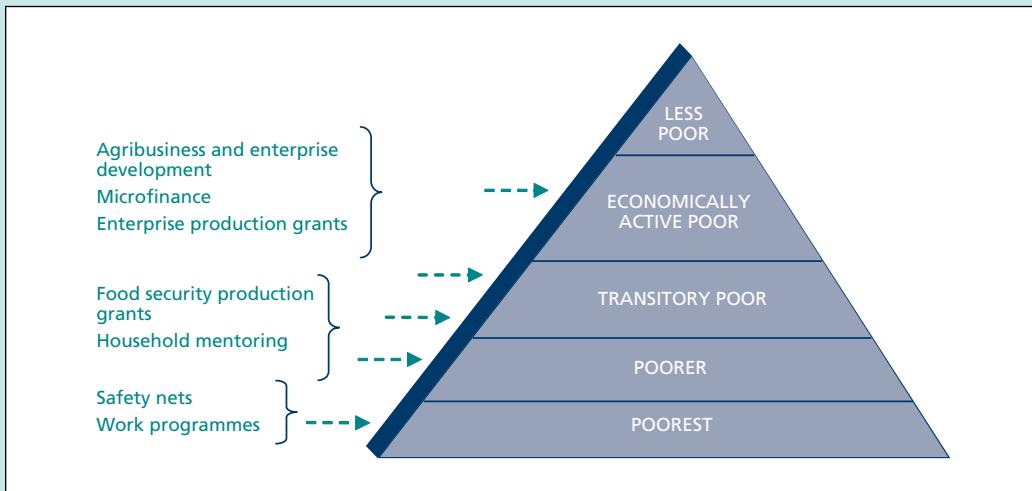 Agribusiness and enterprise
development
Microfinance
Enterprise production grants
Food security production
grants
Household mentoring
Safety nets
Work programmes
LESS
POOR
ECONOMICALLY
ACTIVE POOR
TRANSITORY POOR
POORER
POOREST